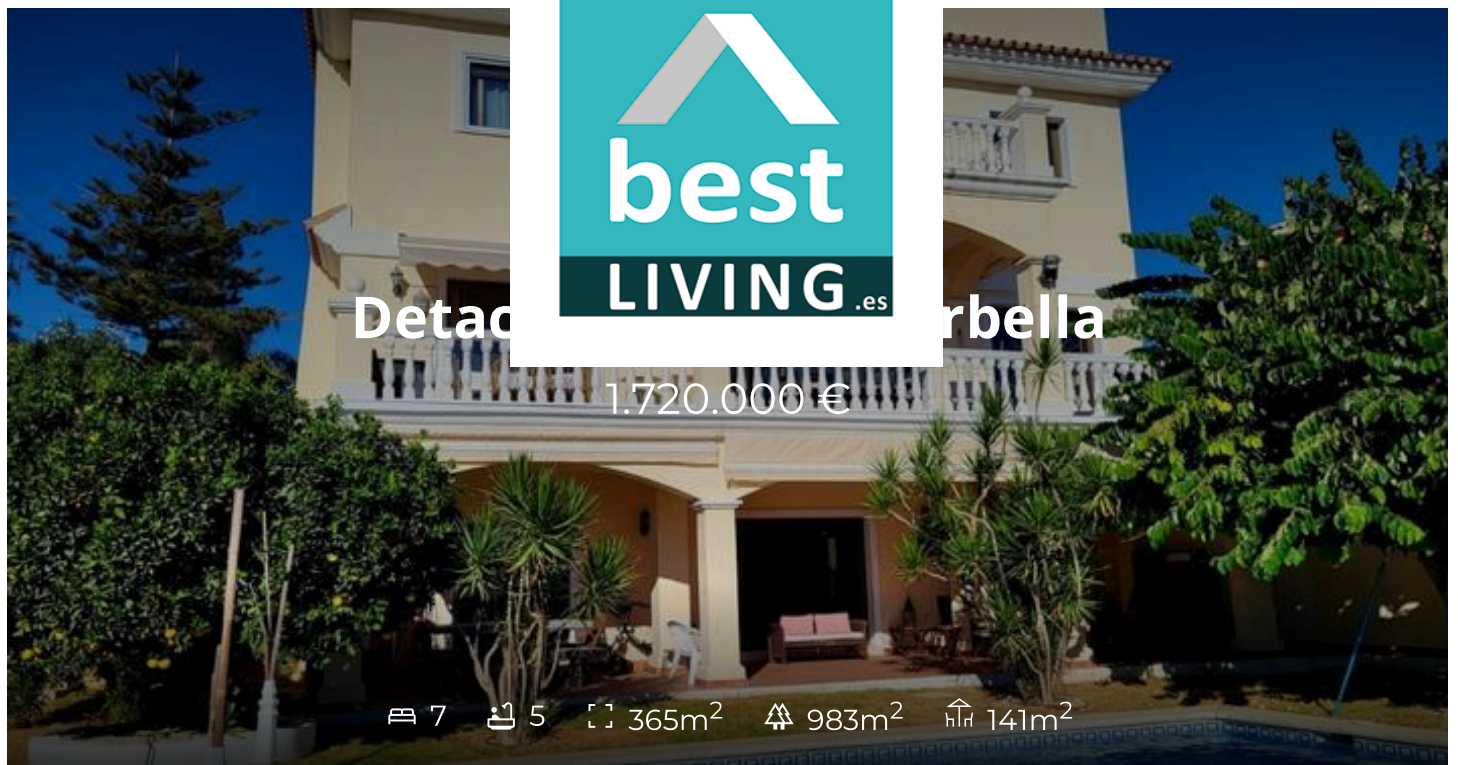 best
LIVING.es
Detac rbella
1.720.000 €
7 5 365m² 983m² 141m²